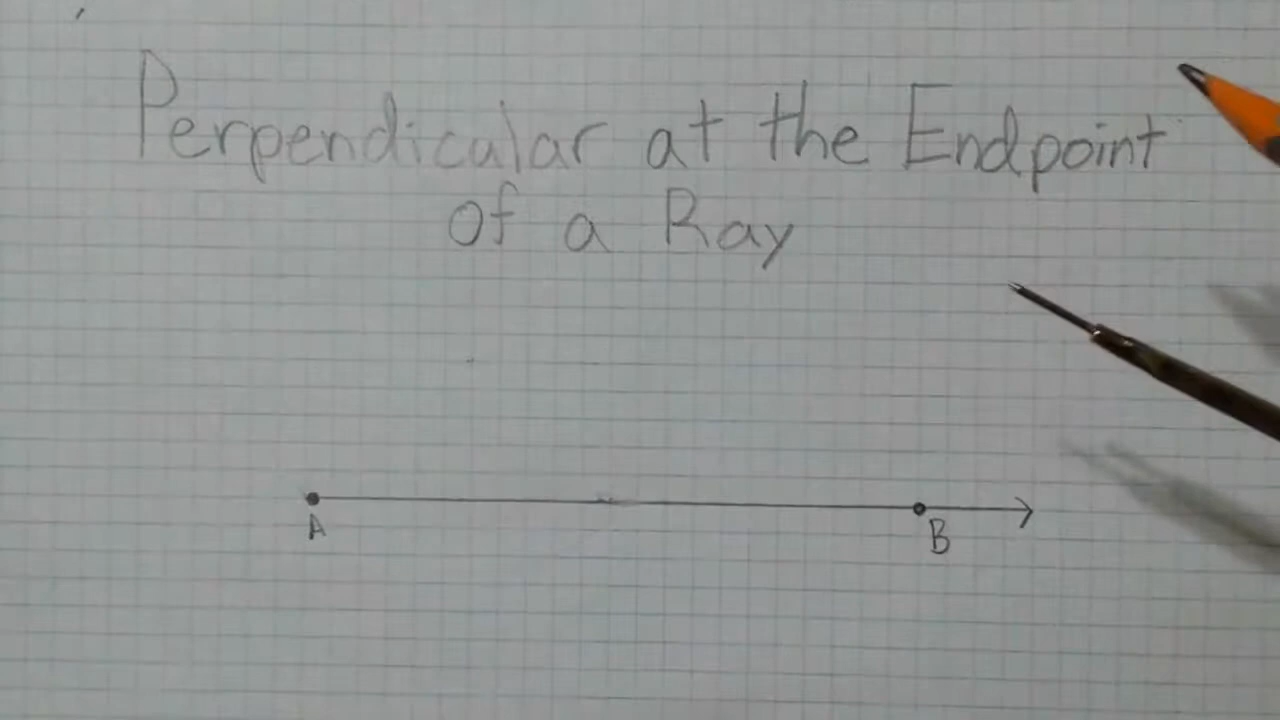 Perpendicular at the Endpoint
of a Ray
A
B